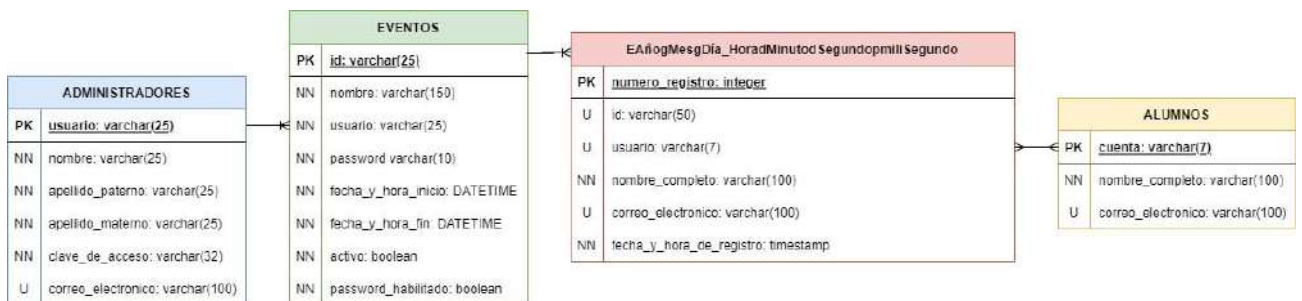 ADMINISTRADORES
PK usuario: varchar(25)
NN nombre: varchar(25)
NN apellido_paterno: varchar(25)
NN apellido_materno: varchar(25)
NN clave_de_acceso: varchar(32)
U correo_electronico: varchar(100)
EVENTOS
PK id: varchar(25)
NN nombre: varchar(150)
NN usuario: varchar(25)
NN password varchar(10)
NN fecha_y_hora_inicio: DATETIME
NN fecha_y_hora_fin: DATETIME
NN activo: boolean
NN password_habilitado: boolean
EAñogMesgDía_HoradMinutodSegundopmiliSegundo
PK numero_registro: integer
U id: varchar(50)
U usuario: varchar(7)
NN nombre_completo: varchar(100)
U correo_electronico: varchar(100)
NN fecha_y_hora_de_registro: timestamp
ALUMNOS
PK cuenta: varchar(7)
NN nombre_completo: varchar(100)
U correo_electronico: varchar(100)